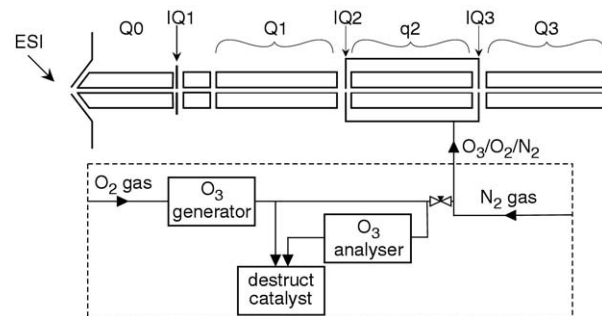 ESI
Q0
IQ1
Q1
IQ2
q2
IQ3
Q3
O₃/O₂/N₂
O₂ gas
O₃
generator
N₂ gas
O₃
analyser
destruct
catalyst